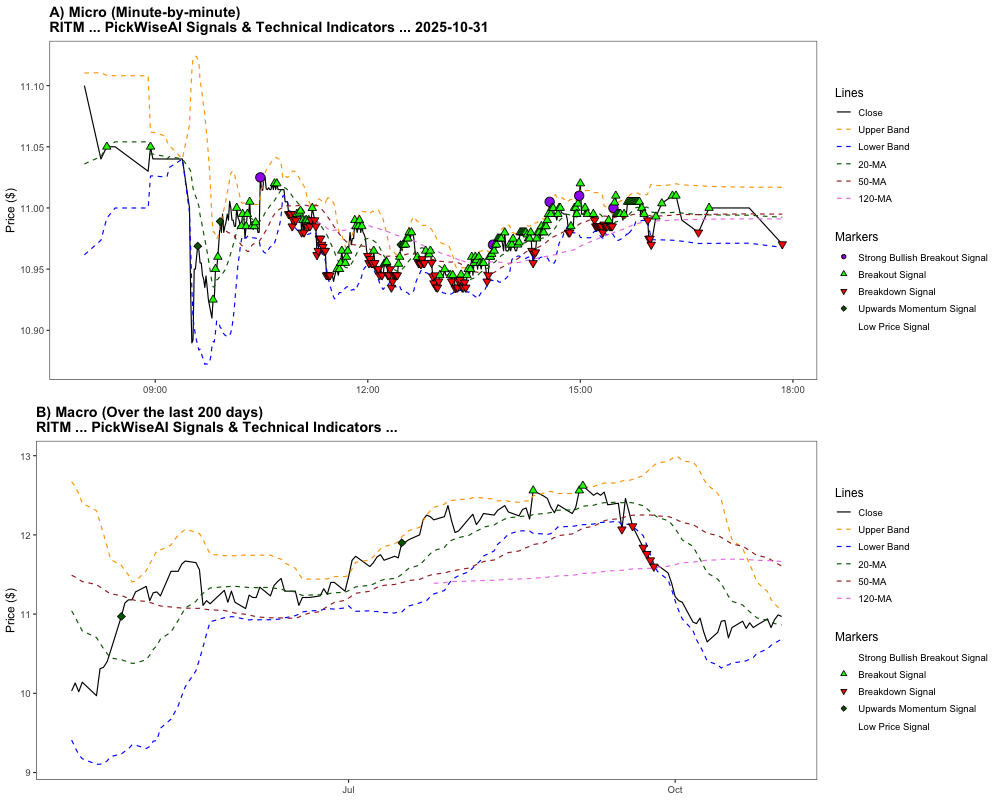 A) Micro (Minute-by-minute)
RITM ... PickWiseAI Signals & Technical Indicators ... 2025-10-31
Price ($)
11.10
11.05
11.00
10.95
10.90
09:00
12:00
15:00
18:00
Lines
Close
Upper Band
Lower Band
20-MA
50-MA
120-MA
Markers
Strong Bullish Breakout Signal
Breakout Signal
Breakdown Signal
Upwards Momentum Signal
Low Price Signal
B) Macro (Over the last 200 days)
RITM ... PickWiseAI Signals & Technical Indicators ...
Price ($)
13
12
11
10
9
Jul
Oct
Lines
Close
Upper Band
Lower Band
20-MA
50-MA
120-MA
Markers
Strong Bullish Breakout Signal
Breakout Signal
Breakdown Signal
Upwards Momentum Signal
Low Price Signal